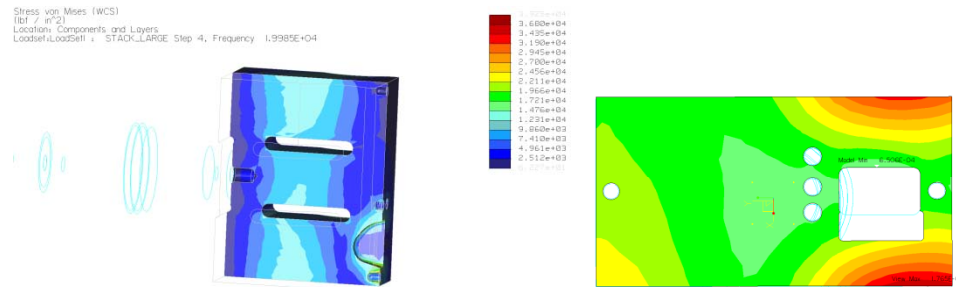 Stress von Mises (WCS)
(lbf / in^2)
Location: Components and Layers
Loadset:LoadSet1 : STACK_LARGE Step 4, Frequency 1.9985E+04
3.680e+04
3.435e+04
3.190e+04
2.945e+04
2.700e+04
2.456e+04
2.211e+04
1.966e+04
1.721e+04
1.476e+04
1.231e+04
9.860e+03
7.410e+03
4.961e+03
2.512e+03